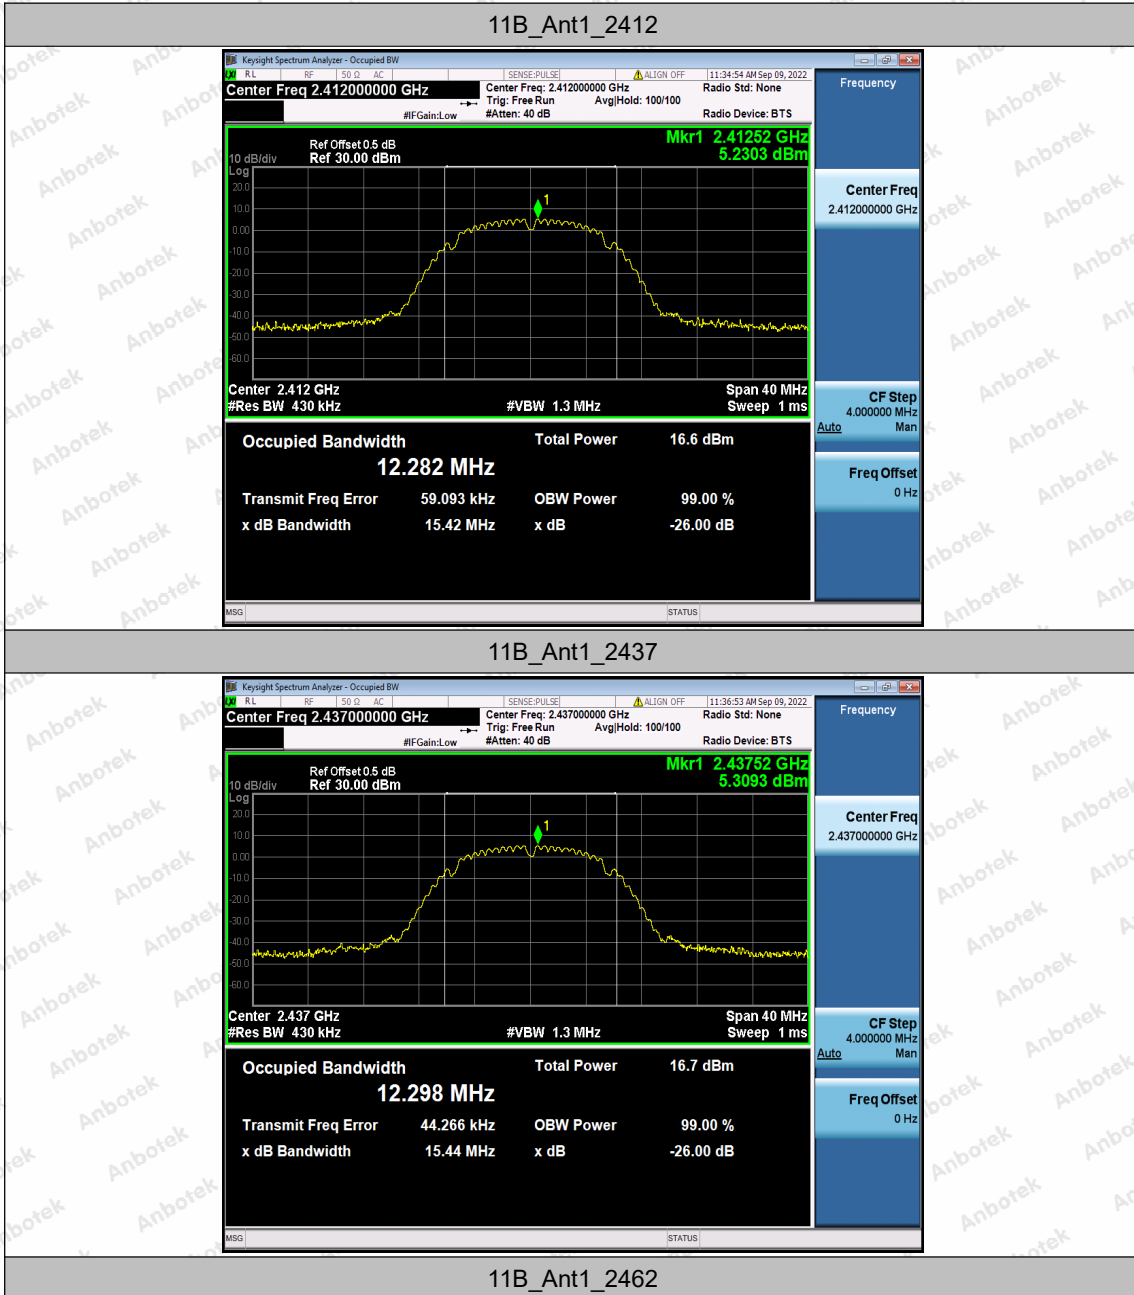 11B_Ant1_2412
Keysight Spectrum Analyzer - Occupied BW
RL RF 50 Ω AC SENSE:PULSE ALIGN OFF 11:34:54 AM Sep 09, 2022
Center Freq 2.412000000 GHz
Center Freq: 2.412000000 GHz
Radio Std: None
Trig: Free Run Avg|Hold: 100/100
#IFGain:Low #Atten: 40 dB Radio Device: BTS
Frequency
Mkr1 2.41252 GHz
5.2303 dBm
Ref Offset 0.5 dB
10 dB/div Ref 30.00 dBm
Log
20.0
10.0
0.00
-10.0
-20.0
-30.0
-40.0
-50.0
-60.0
1
Center 2.412 GHz Span 40 MHz
#Res BW 430 kHz #VBW 1.3 MHz Sweep 1 ms
Center Freq
2.412000000 GHz
CF Step
4.000000 MHz
Auto Man
Freq Offset
0 Hz
Occupied Bandwidth Total Power 16.6 dBm
12.282 MHz
Transmit Freq Error 59.093 kHz OBW Power 99.00 %
x dB Bandwidth 15.42 MHz x dB -26.00 dB
MSG STATUS
11B_Ant1_2437
Keysight Spectrum Analyzer - Occupied BW
RL RF 50 Ω AC SENSE:PULSE ALIGN OFF 11:36:53 AM Sep 09, 2022
Center Freq 2.437000000 GHz
Center Freq: 2.437000000 GHz
Radio Std: None
Trig: Free Run Avg|Hold: 100/100
#IFGain:Low #Atten: 40 dB Radio Device: BTS
Frequency
Mkr1 2.43752 GHz
5.3093 dBm
Ref Offset 0.5 dB
10 dB/div Ref 30.00 dBm
Log
20.0
10.0
0.00
-10.0
-20.0
-30.0
-40.0
-50.0
-60.0
1
Center 2.437 GHz Span 40 MHz
#Res BW 430 kHz #VBW 1.3 MHz Sweep 1 ms
Center Freq
2.437000000 GHz
CF Step
4.000000 MHz
Auto Man
Freq Offset
0 Hz
Occupied Bandwidth Total Power 16.7 dBm
12.298 MHz
Transmit Freq Error 44.266 kHz OBW Power 99.00 %
x dB Bandwidth 15.44 MHz x dB -26.00 dB
MSG STATUS
11B_Ant1_2462